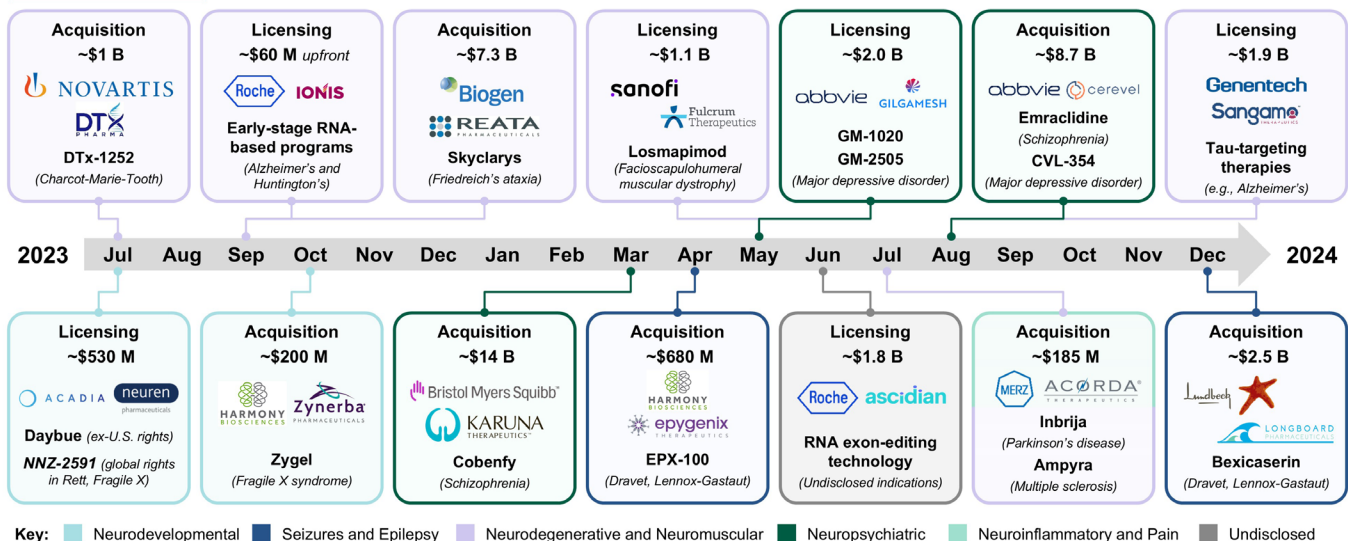 Acquisition
~$1 B
NOVARTIS
DTX
PHARMA
DTx-1252
(Charcot-Marie-Tooth)
Licensing
~$60 M upfront
Roche
IONIS
Early-stage RNA-
based programs
(Alzheimer's and
Huntington's)
Acquisition
~$7.3 B
Biogen
REATA
PHARMACEUTICALS
Skyclarys
(Friedreich's ataxia)
Licensing
~$1.1 B
sanofi
Fulcrum
Therapeutics
Losmapimod
(Facioscapulohumeral
muscular dystrophy)
Licensing
~$2.0 B
abbvie
GILGAMESH
GM-1020
GM-2505
(Major depressive disorder)
Acquisition
~$8.7 B
abbvie cerevel
Emraclidine
(Schizophrenia)
CVL-354
(Major depressive disorder)
Licensing
~$1.9 B
Genentech
Sangamo
THERAPEUTICS
Tau-targeting
therapies
(e.g., Alzheimer's)
2023 Jul Aug Sep Oct Nov Dec Jan Feb Mar Apr May Jun Jul Aug Sep Oct Nov Dec 2024
Licensing
~$530 M
ACADIA
neuren
pharmaceuticals
Daybue (ex-U.S. rights)
NNZ-2591 (global rights
in Rett, Fragile X)
Acquisition
~$200 M
HARMONY
BIOSCIENCES
Zynerba
PHARMACEUTICALS
Zygel
(Fragile X syndrome)
Acquisition
~$14 B
Bristol Myers Squibb™
KARUNA
THERAPEUTICS™
Cobenfy
(Schizophrenia)
Acquisition
~$680 M
HARMONY
BIOSCIENCES
epygenix
THERAPEUTICS
EPX-100
(Dravet, Lennox-Gastaut)
Licensing
~$1.8 B
Roche
ascidian
RNA exon-editing
technology
(Undisclosed indications)
Acquisition
~$185 M
MERZ
ACORDA®
THERAPEUTICS
Inbrija
(Parkinson's disease)
Ampyra
(Multiple sclerosis)
Acquisition
~$2.5 B
Lundbeck
LONGBOARD
PHARMACEUTICALS
Bexicaserin
(Dravet, Lennox-Gastaut)
Key: Neurodevelopmental Seizures and Epilepsy Neurodegenerative and Neuromuscular Neuropsychiatric Neuroinflammatory and Pain Undisclosed